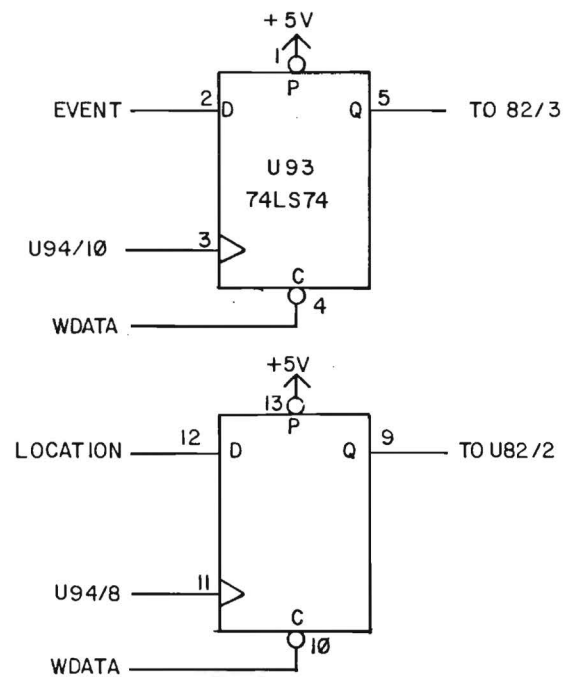 +5V
1
P
EVENT 2 D Q 5 TO 82/3
U93
74LS74
U94/10 3
C
4
WDATA
+5V
13
P
LOCATION 12 D Q 9 TO U82/2
U94/8 11
C
10
WDATA